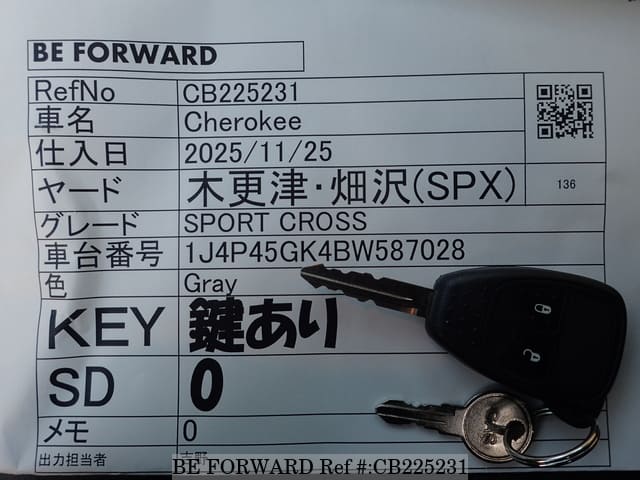 BE FORWARD
RefNo CB225231
車名 Cherokee
仕入日 2025/11/25
ヤード 木更津・畑沢(SPX) 136
グレード SPORT CROSS
車台番号 1J4P45GK4BW587028
色 Gray
KEY 鍵あり
SD 0
メモ 0
出力担当者 吉野
BE FORWARD Ref #:CB225231